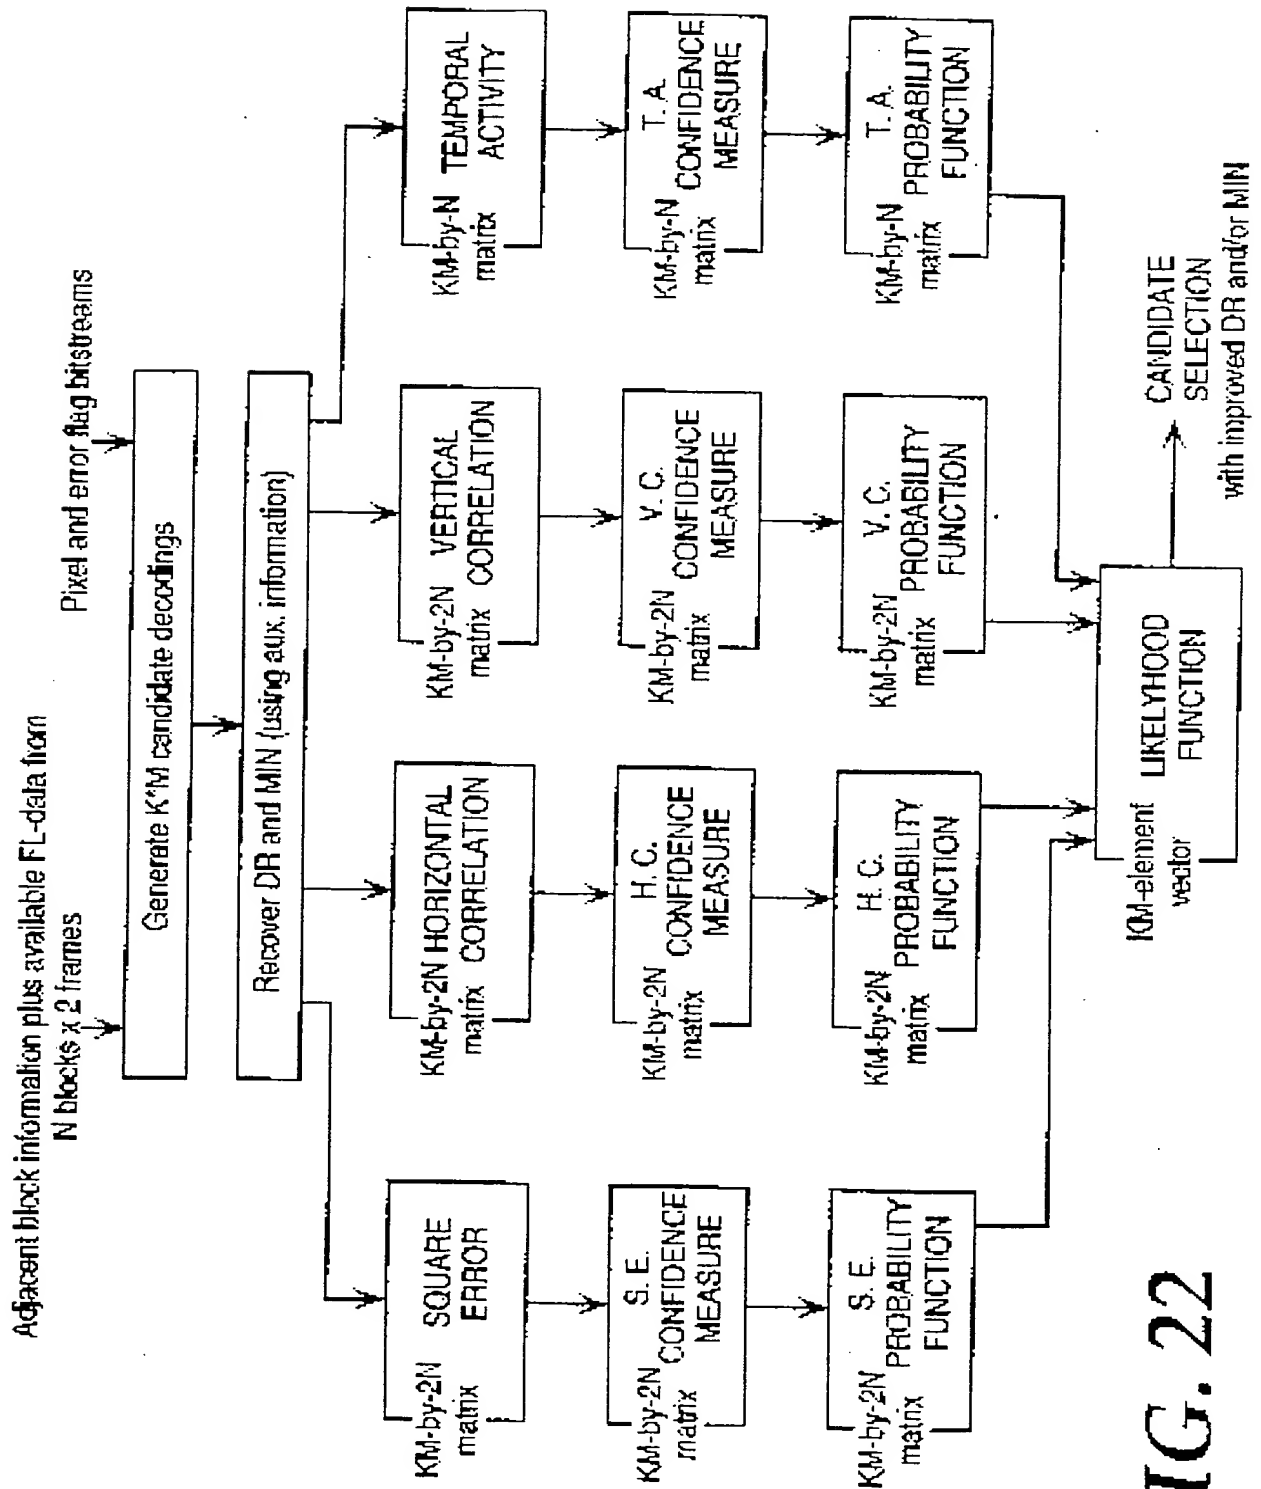 Adjacent block information plus available FL-data from
N blocks x 2 frames
Pixel and error flag bitstreams
Generate K*M candidate decodings
Recover DR and MIN (using aux. information)
KM-by-2N
matrix
SQUARE
ERROR
KM-by-2N
matrix
HORIZONTAL
CORRELATION
KM-by-2N
matrix
VERTICAL
CORRELATION
KM-by-N
matrix
TEMPORAL
ACTIVITY
KM-by-2N
matrix
S. E.
CONFIDENCE
MEASURE
KM-by-2N
matrix
H. C.
CONFIDENCE
MEASURE
KM-by-2N
matrix
V. C.
CONFIDENCE
MEASURE
KM-by-N
matrix
T. A.
CONFIDENCE
MEASURE
KM-by-2N
matrix
S. E.
PROBABILITY
FUNCTION
KM-by-2N
matrix
H. C.
PROBABILITY
FUNCTION
KM-by-2N
matrix
V. C.
PROBABILITY
FUNCTION
KM-by-N
matrix
T. A.
PROBABILITY
FUNCTION
KM-element
vector
LIKELYHOOD
FUNCTION
CANDIDATE
SELECTION
with improved DR and/or MIN
IG. 22